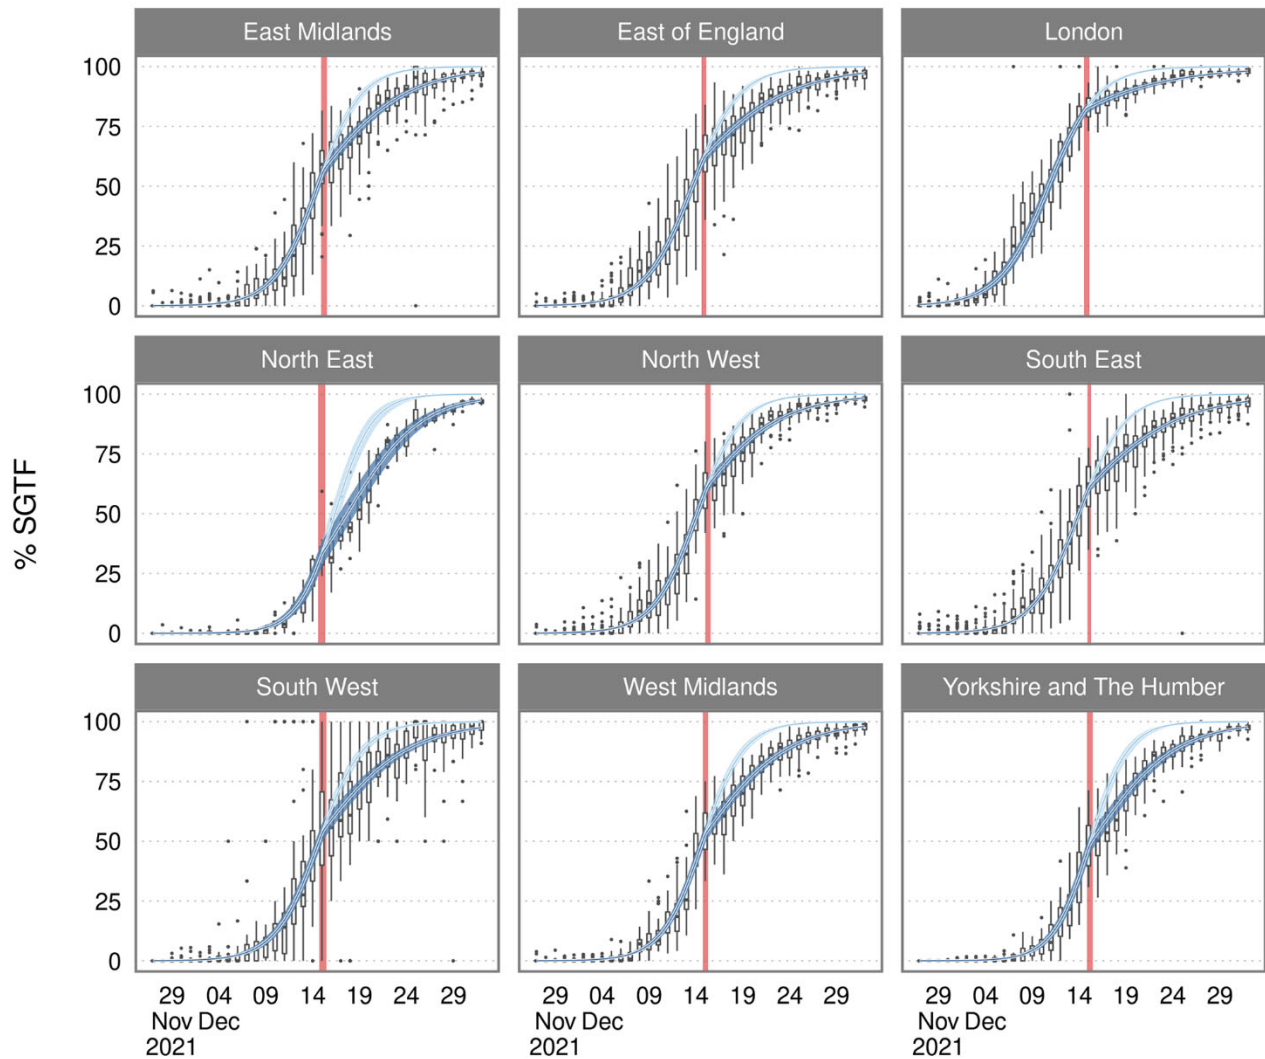 East Midlands
East of England
London
100
75
50
25
0
North East
North West
South East
100
75
50
25
0
% SGTF
South West
West Midlands
Yorkshire and The Humber
100
75
50
25
0
29 04 09 14 19 24 29
Nov Dec
2021
29 04 09 14 19 24 29
Nov Dec
2021
29 04 09 14 19 24 29
Nov Dec
2021